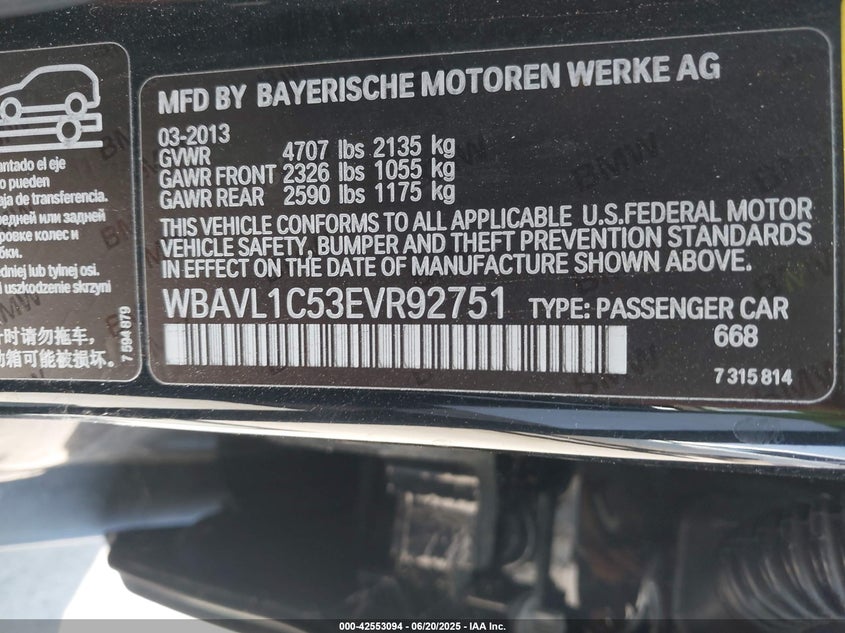 MFD BY BAYERISCHE MOTOREN WERKE AG
03-2013
GVWR 4707 lbs 2135 kg
GAWR FRONT 2326 lbs 1055 kg
GAWR REAR 2590 lbs 1175 kg
THIS VEHICLE CONFORMS TO ALL APPLICABLE U.S.FEDERAL MOTOR
VEHICLE SAFETY, BUMPER AND THEFT PREVENTION STANDARDS
IN EFFECT ON THE DATE OF MANUFACTURE SHOWN ABOVE.
WBAVL1C53EVR92751 TYPE: PASSENGER CAR
668
7 315 814
el eje
pueden
de transferencia.
или задней
колес и
lub tylnej osi.
uszkodzenie skrzyni
时请勿拖车，
箱可能被损坏。
7 594 879
BMW
000-42553094 - 06/20/2025 - IAA Inc.